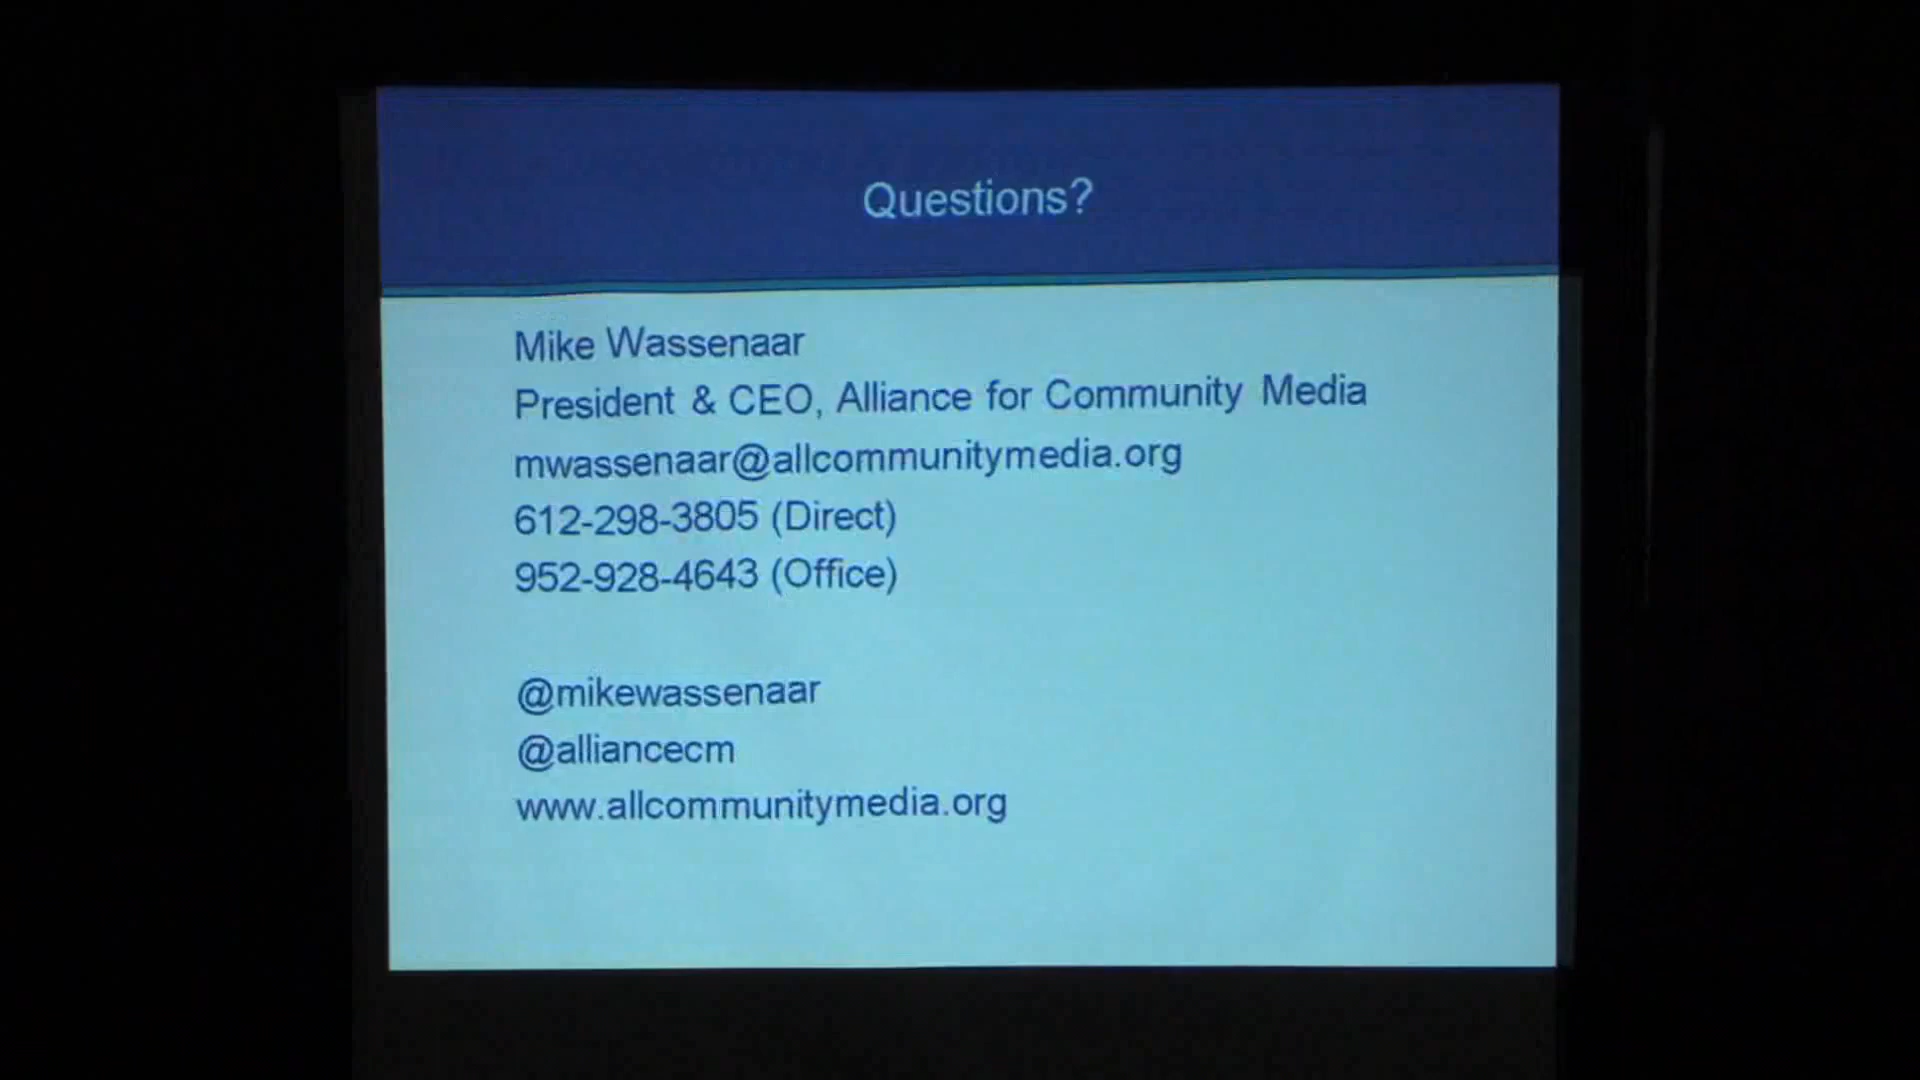 Questions?
Mike Wassenaar
President & CEO, Alliance for Community Media
mwassenaar@allcommunitymedia.org
612-298-3805 (Direct)
952-928-4643 (Office)
@mikewassenaar
@alliancecm
www.allcommunitymedia.org